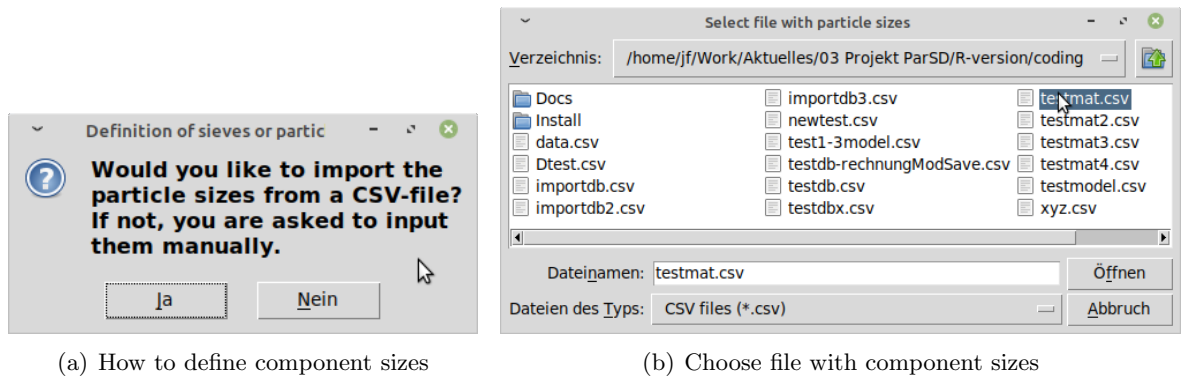 Definition of sieves or partic
Would you like to import the
particle sizes from a CSV-file?
If not, you are asked to input
them manually.
Ja
Nein
(a) How to define component sizes
Select file with particle sizes
Verzeichnis: /home/jf/Work/Aktuelles/03 Projekt ParSD/R-version/coding
Docs
Install
data.csv
Dtest.csv
importdb.csv
importdb2.csv
importdb3.csv
newtest.csv
test1-3model.csv
testdb-rechnungModSave.csv
testdb.csv
testdbx.csv
testmat.csv
testmat2.csv
testmat3.csv
testmat4.csv
testmodel.csv
xyz.csv
Dateinamen: testmat.csv Öffnen
Dateien des Typs: CSV files (*.csv) Abbruch
(b) Choose file with component sizes